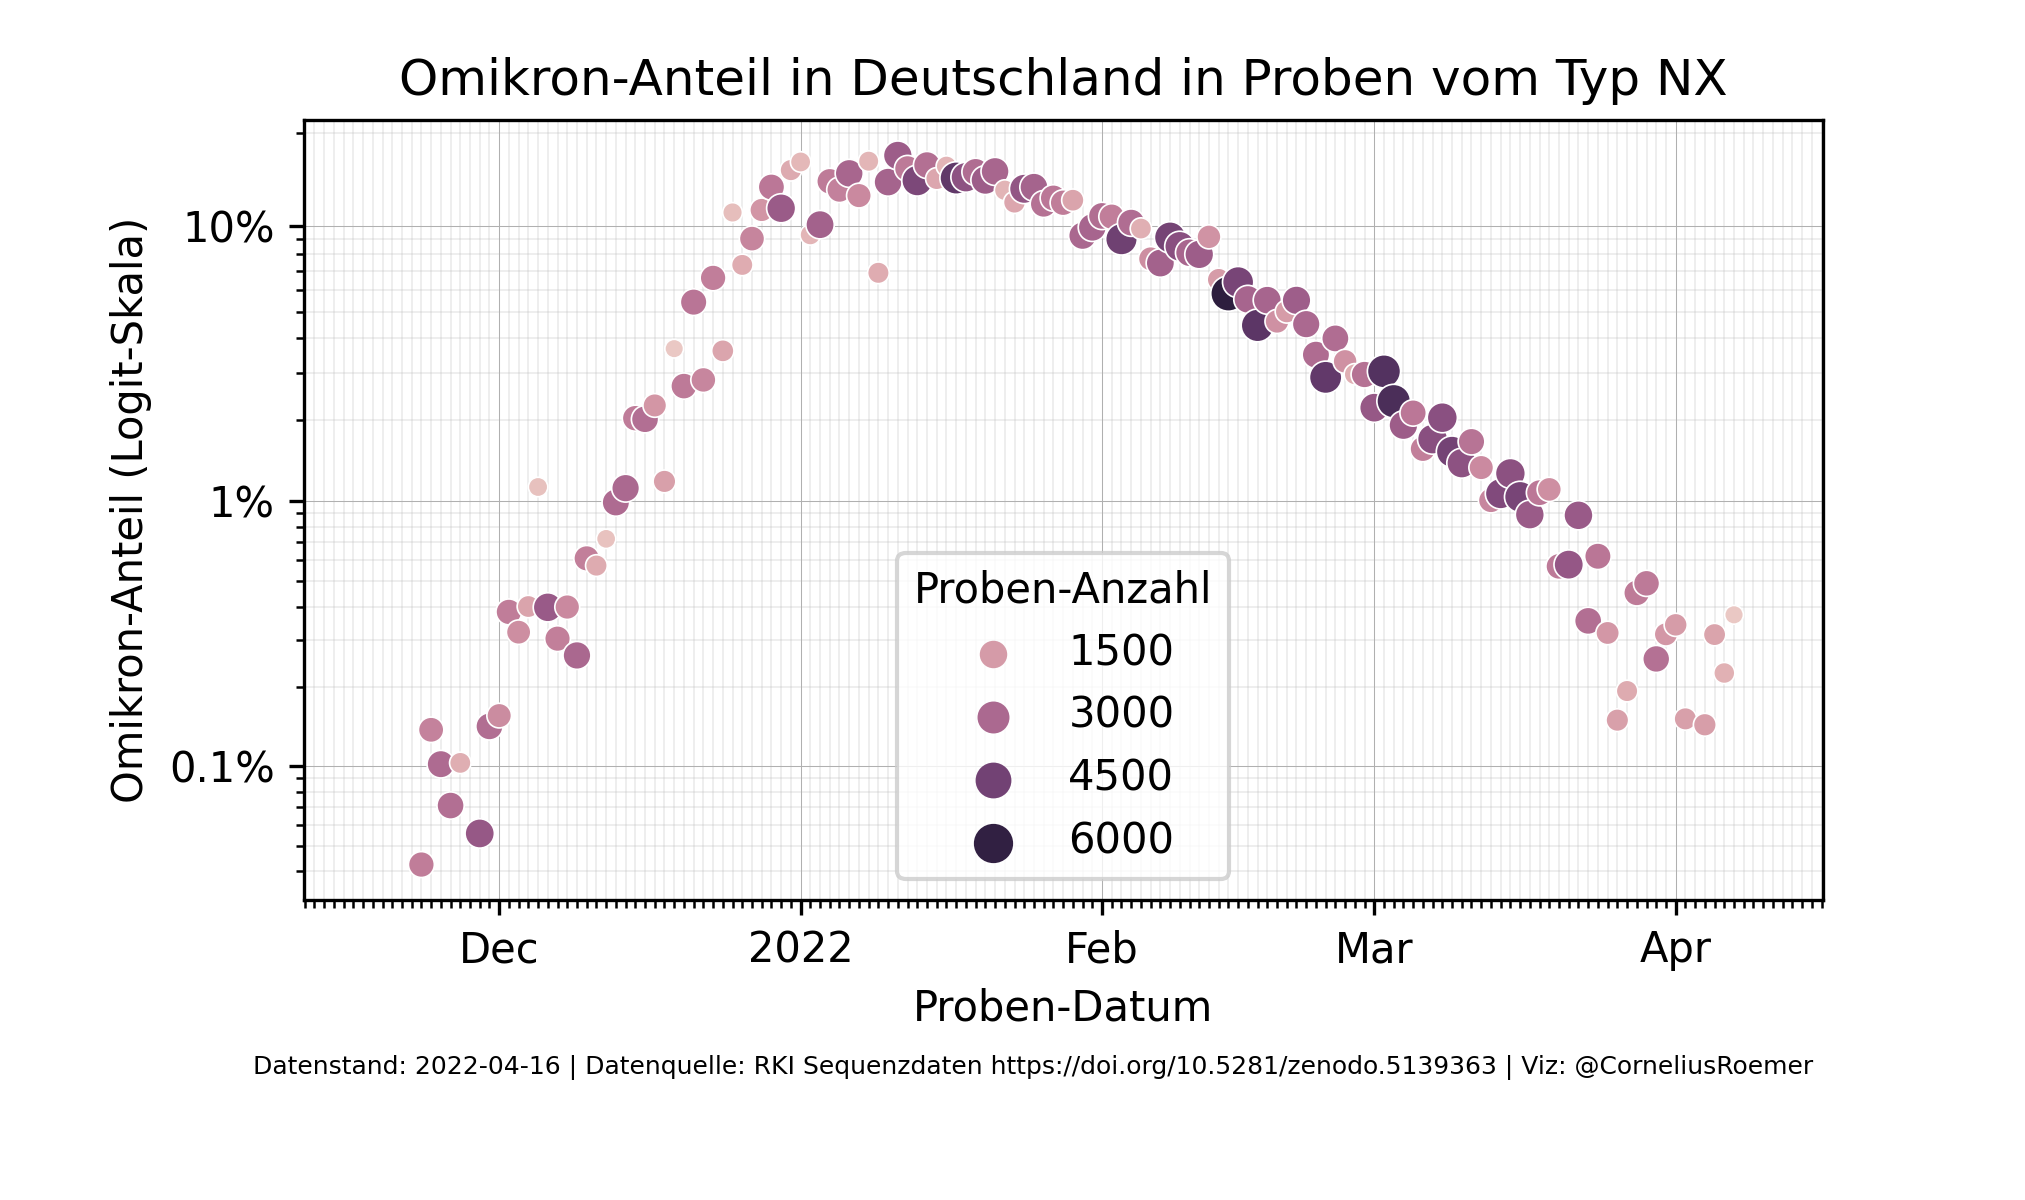 Omikron-Anteil in Deutschland in Proben vom Typ NX
Omikron-Anteil (Logit-Skala)
10%
1%
0.1%
Proben-Anzahl
1500
3000
4500
6000
Dec
2022
Feb
Mar
Apr
Proben-Datum
Datenstand: 2022-04-16 | Datenquelle: RKI Sequenzdaten https://doi.org/10.5281/zenodo.5139363 | Viz: @CorneliusRoemer